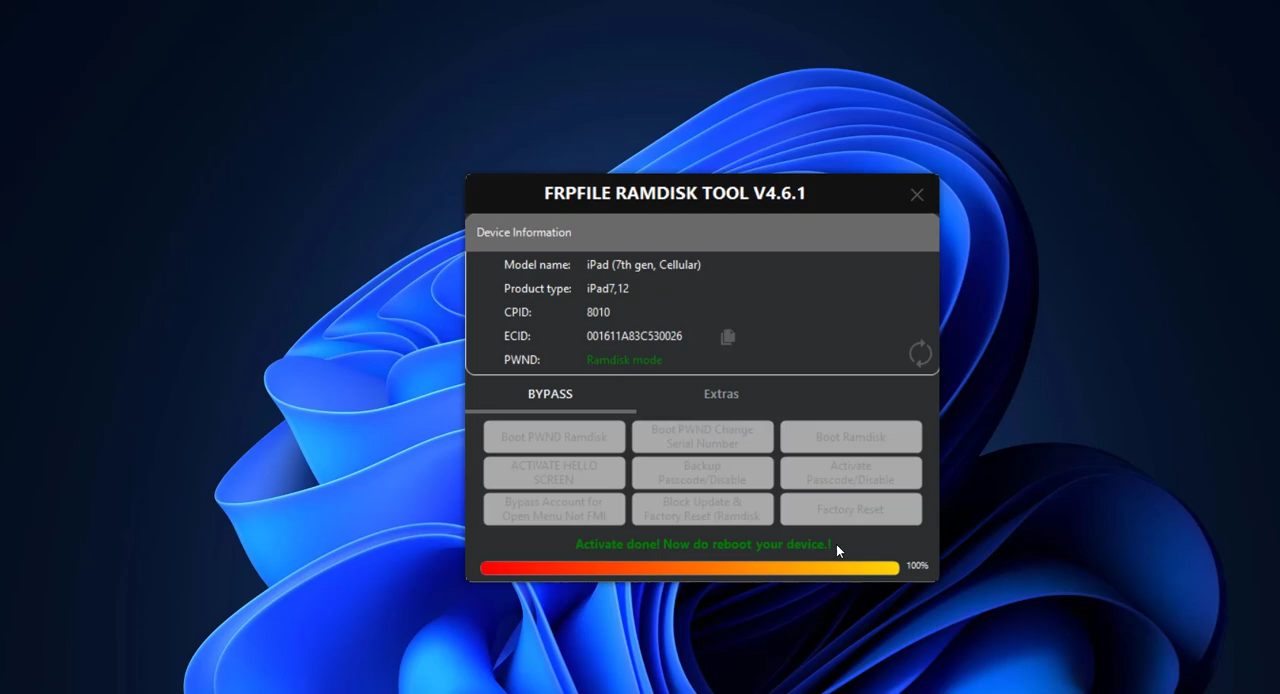 FRPFILE RAMDISK TOOL V4.6.1
Device Information
Model name: iPad (7th gen, Cellular)
Product type: iPad7,12
CPID: 8010
ECID: 001611A83C530026
PWND: Ramdisk mode
BYPASS Extras
Boot PWND Ramdisk
Boot PWND Change
Serial Number
Boot Ramdisk
ACTIVATE HELLO
SCREEN
Backup
Passcode/Disable
Activate
Passcode/Disable
Bypass Account for
Open Menu Not FMI
Block Update &
Factory Reset /Ramdisk
Factory Reset
Activate done! Now do reboot your device.!
100%